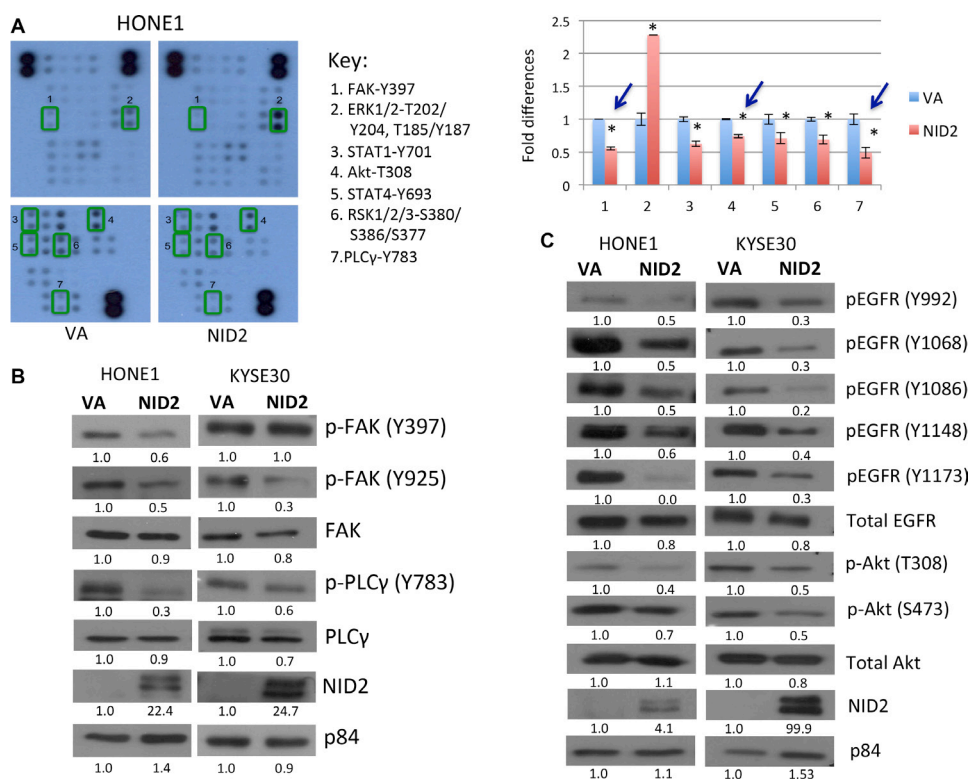 A
HONE1
1
2
1
2
3
4
5
6
7
3
4
5
6
7
VA
NID2
Key:
1. FAK-Y397
2. ERK1/2-T202/
Y204, T185/Y187
3. STAT1-Y701
4. Akt-T308
5. STAT4-Y693
6. RSK1/2/3-S380/
S386/S377
7.PLCγ-Y783
Fold differences
2.5
2
1.5
1
0.5
0
* * * * * * *
1 2 3 4 5 6 7
VA
NID2
B
HONE1 KYSE30
VA NID2 VA NID2
p-FAK (Y397)
1.0 0.6 1.0 1.0
p-FAK (Y925)
1.0 0.5 1.0 0.3
FAK
1.0 0.9 1.0 0.8
p-PLCγ (Y783)
1.0 0.3 1.0 0.6
PLCγ
1.0 0.9 1.0 0.7
NID2
1.0 22.4 1.0 24.7
p84
1.0 1.4 1.0 0.9
C
HONE1 KYSE30
VA NID2 VA NID2
pEGFR (Y992)
1.0 0.5 1.0 0.3
pEGFR (Y1068)
1.0 0.5 1.0 0.3
pEGFR (Y1086)
1.0 0.5 1.0 0.2
pEGFR (Y1148)
1.0 0.6 1.0 0.4
pEGFR (Y1173)
1.0 0.0 1.0 0.3
Total EGFR
1.0 0.8 1.0 0.8
p-Akt (T308)
1.0 0.4 1.0 0.5
p-Akt (S473)
1.0 0.7 1.0 0.5
Total Akt
1.0 1.1 1.0 0.8
NID2
1.0 4.1 1.0 99.9
p84
1.0 1.1 1.0 1.53